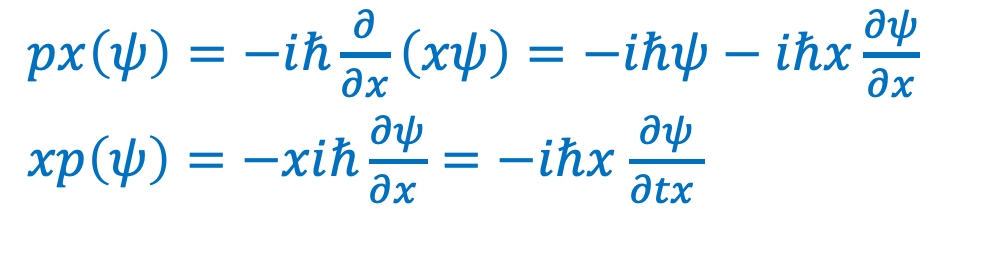 px(ψ) = −iℏ ∂/∂x (xψ) = −iℏψ − iℏx ∂ψ/∂x
xp(ψ) = −xiℏ ∂ψ/∂x = −iℏx ∂ψ/∂tx